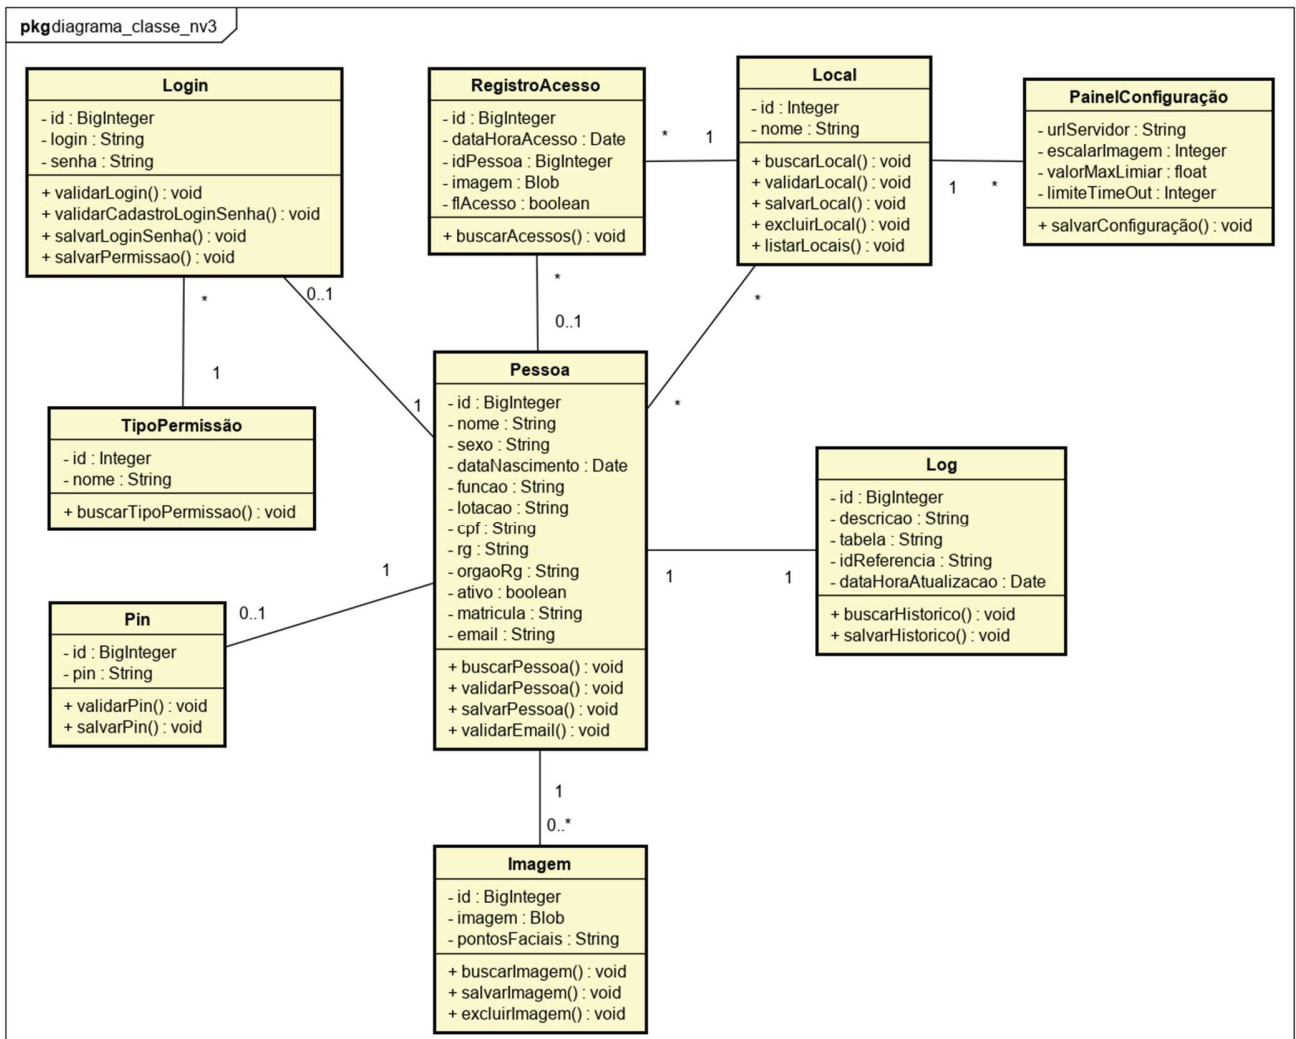 pkg diagrama_classe_nv3
Login
- id : BigInteger
- login : String
- senha : String
+ validarLogin() : void
+ validarCadastroLoginSenha() : void
+ salvarLoginSenha() : void
+ salvarPermissao() : void
RegistroAcesso
- id : BigInteger
- dataHoraAcesso : Date
- idPessoa : BigInteger
- imagem : Blob
- flAcesso : boolean
+ buscarAcessos() : void
* 1
Local
- id : Integer
- nome : String
+ buscarLocal() : void
+ validarLocal() : void
+ salvarLocal() : void
+ excluirLocal() : void
+ listarLocais() : void
1 *
PainelConfiguração
- urlServidor : String
- escalarImagem : Integer
- valorMaxLimiar : float
- limiteTimeOut : Integer
+ salvarConfiguração() : void
*
1
0..1
1
*
0..1
*
*
TipoPermissão
- id : Integer
- nome : String
+ buscarTipoPermissao() : void
Pessoa
- id : BigInteger
- nome : String
- sexo : String
- dataNascimento : Date
- funcao : String
- lotacao : String
- cpf : String
- rg : String
- orgaoRg : String
- ativo : boolean
- matricula : String
- email : String
+ buscarPessoa() : void
+ validarPessoa() : void
+ salvarPessoa() : void
+ validarEmail() : void
Log
- id : BigInteger
- descricao : String
- tabela : String
- idReferencia : String
- dataHoraAtualizacao : Date
+ buscarHistorico() : void
+ salvarHistorico() : void
1 1
1
0..1
Pin
- id : BigInteger
- pin : String
+ validarPin() : void
+ salvarPin() : void
1
0..*
Imagem
- id : BigInteger
- imagem : Blob
- pontosFaciais : String
+ buscarImagem() : void
+ salvarImagem() : void
+ excluirImagem() : void